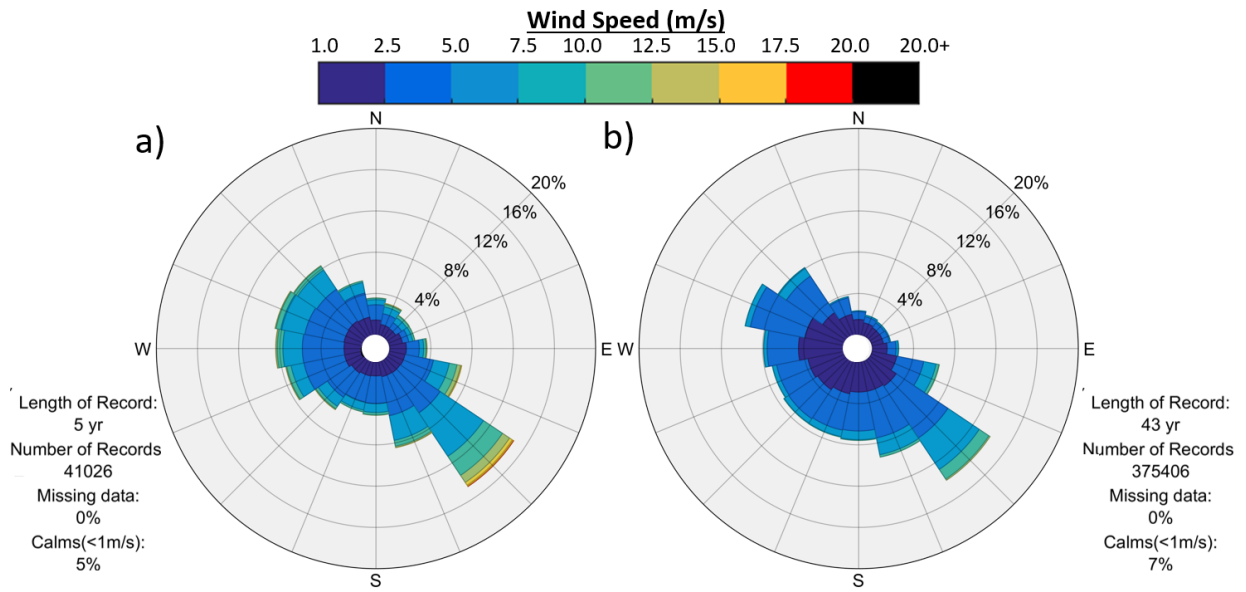 Wind Speed (m/s)
1.0 2.5 5.0 7.5 10.0 12.5 15.0 17.5 20.0 20.0+
a)
N
20%
16%
12%
8%
4%
W
E
S
Length of Record:
5 yr
Number of Records
41026
Missing data:
0%
Calms(<1m/s):
5%
b)
N
20%
16%
12%
8%
4%
W
E
S
Length of Record:
43 yr
Number of Records
375406
Missing data:
0%
Calms(<1m/s):
7%